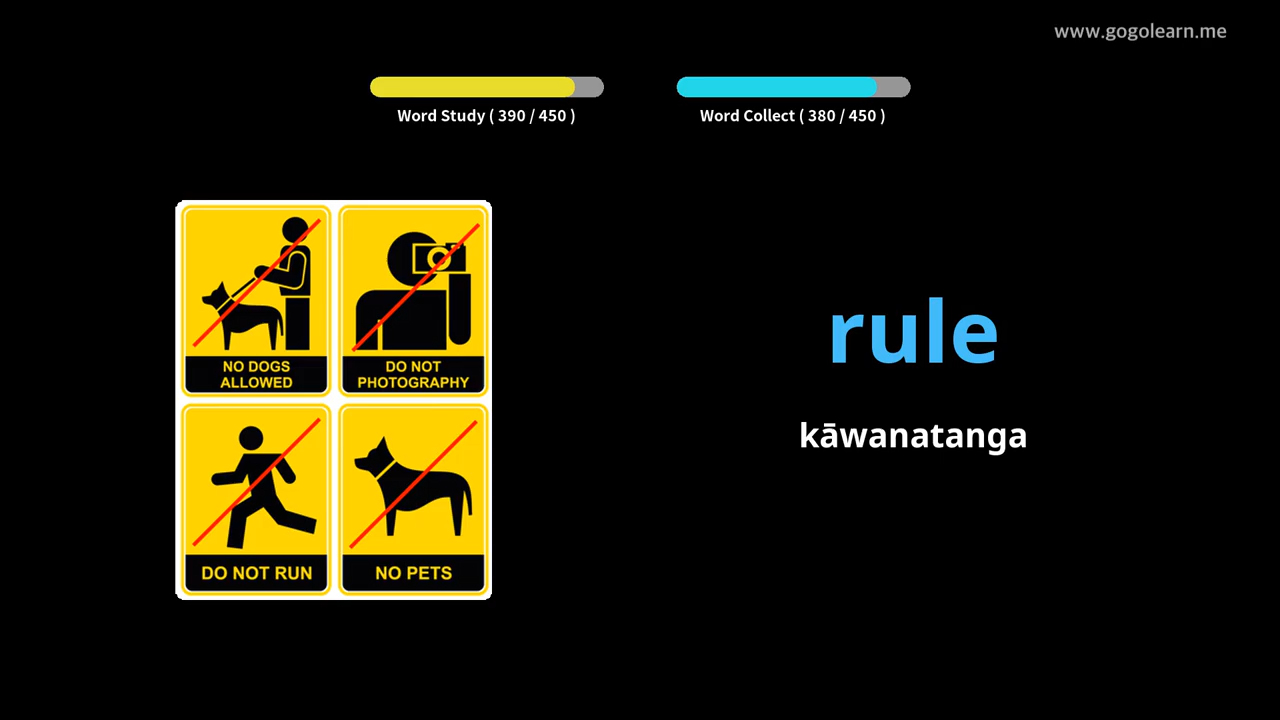 www.gogolearn.me
Word Study ( 390 / 450 )
Word Collect ( 380 / 450 )
NO DOGS
ALLOWED
DO NOT
PHOTOGRAPHY
DO NOT RUN
NO PETS
rule
kāwanatanga